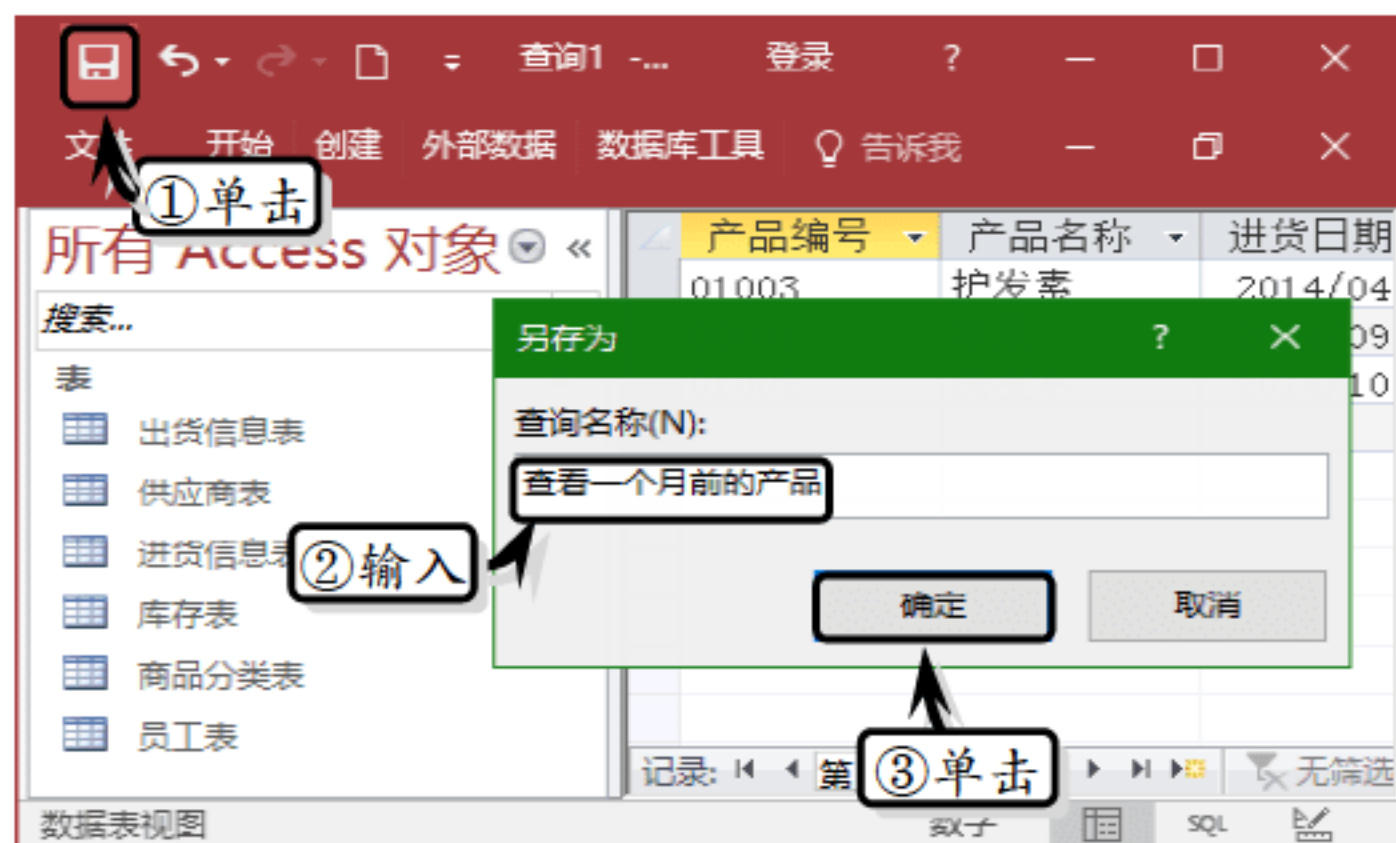 查询1 -... 登录 ?
开始 创建 外部数据 数据库工具 告诉我
①单击
所有 Access 对象 «
产品编号 产品名称 进货日期
01003 护发素 2014/04
搜索...
另存为 ?
09
表
10
查询名称(N):
出货信息表
查看一个月前的产品
供应商表
进货信息表
②输入
确定 取消
库存表
商品分类表
员工表
③单击
记录: 第 无筛选
数据表视图 数字 SQL